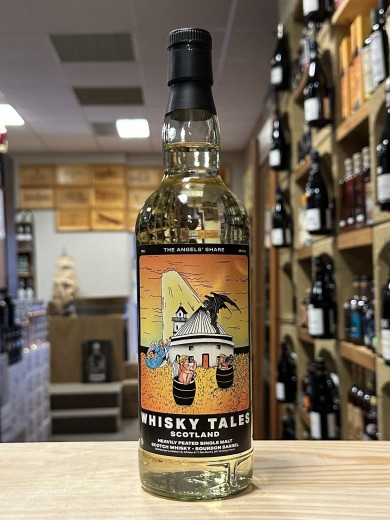 THE ANGELS' SHARE
WHISKY TALES
SCOTLAND
HEAVILY PEATED SINGLE MALT
SCOTCH WHISKY - BOURBON BARREL